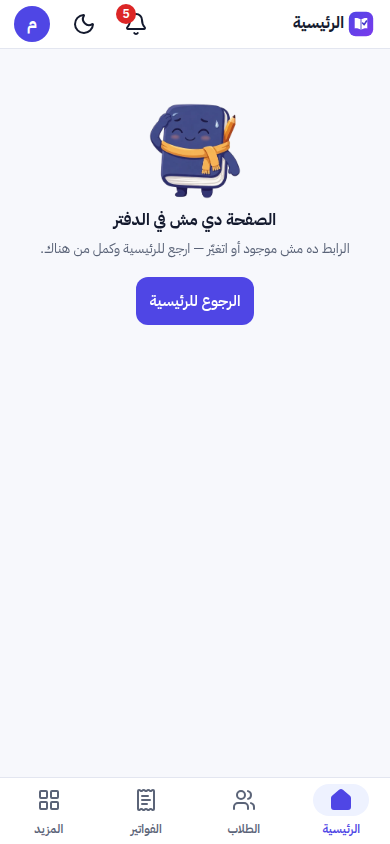 الرئيسية
5
م
الصفحة دي مش في الدفتر
الرابط ده مش موجود أو اتغيّر — ارجع للرئيسية وكمل من هناك.
الرجوع للرئيسية
الرئيسية
الطلاب
الفواتير
المزيد